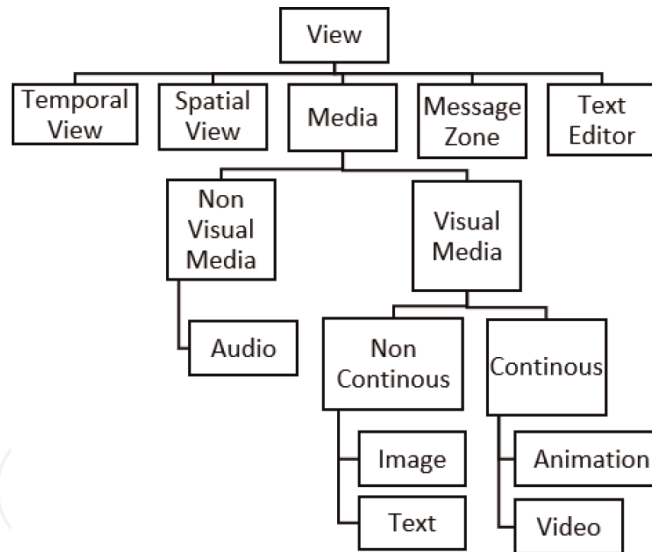 View
Temporal
View
Spatial
View
Media
Message
Zone
Text
Editor
Non
Visual
Media
Visual
Media
Audio
Non
Continous
Continous
Image
Animation
Text
Video